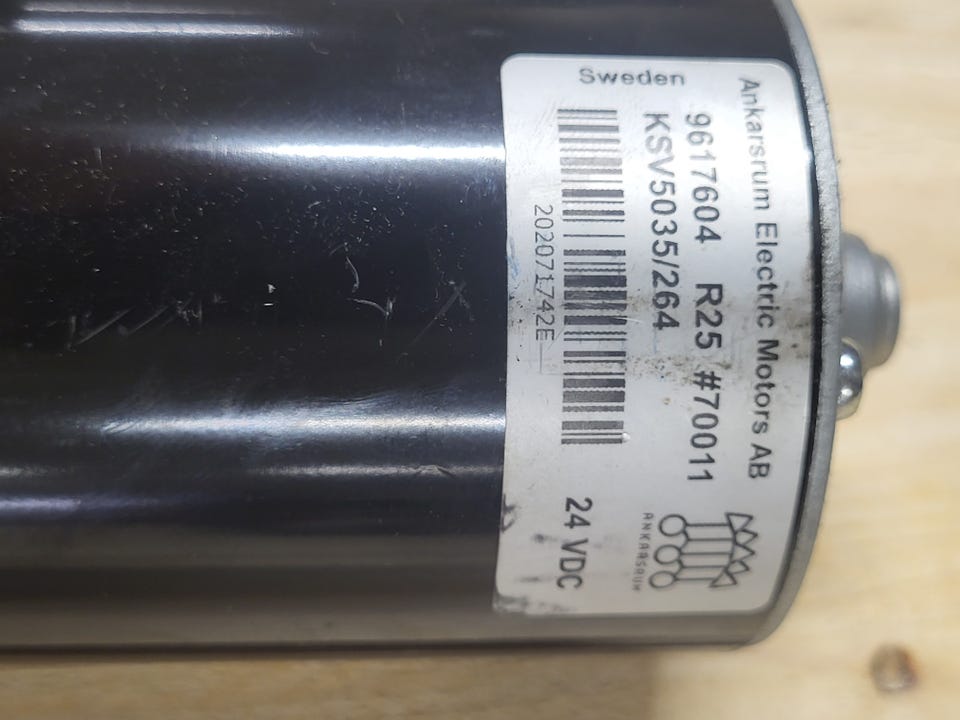 Ankarsrum Electric Motors AB
9617604 R25 #70011
KSV5035/264
202071742E
Sweden
24 VDC
ANKARSRUM